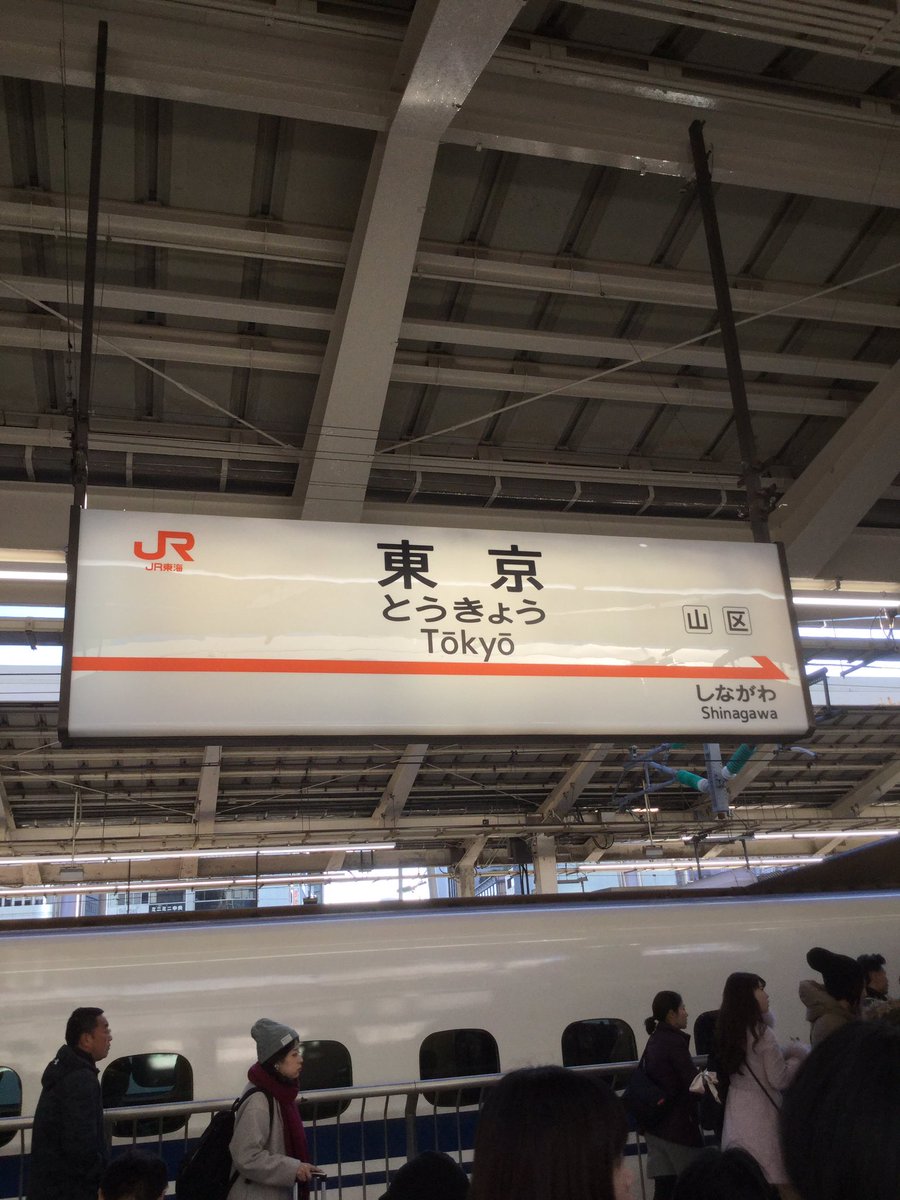 JR
JR東海
東京
とうきょう
Tōkyō
山 区
しながわ
Shinagawa